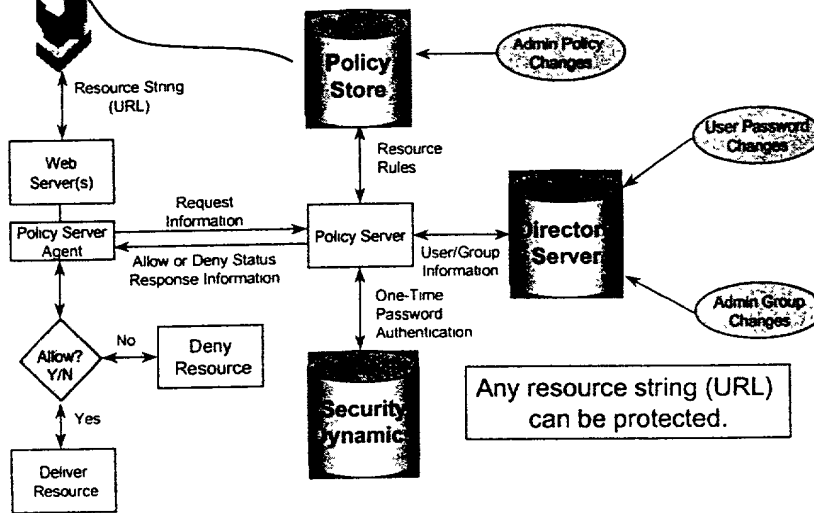 Policy
Store
Admin Policy
Changes
Resource String
(URL)
User Password
Changes
Web
Server(s)
Resource
Rules
Request
Information
Policy Server
Agent
Policy Server
Director
Server
Allow or Deny Status
Response Information
User/Group
Information
One-Time
Password
Authentication
Admin Group
Changes
Allow?
Y/N
No
Deny
Resource
Yes
Security
Dynamic
Any resource string (URL)
can be protected.
Deliver
Resource